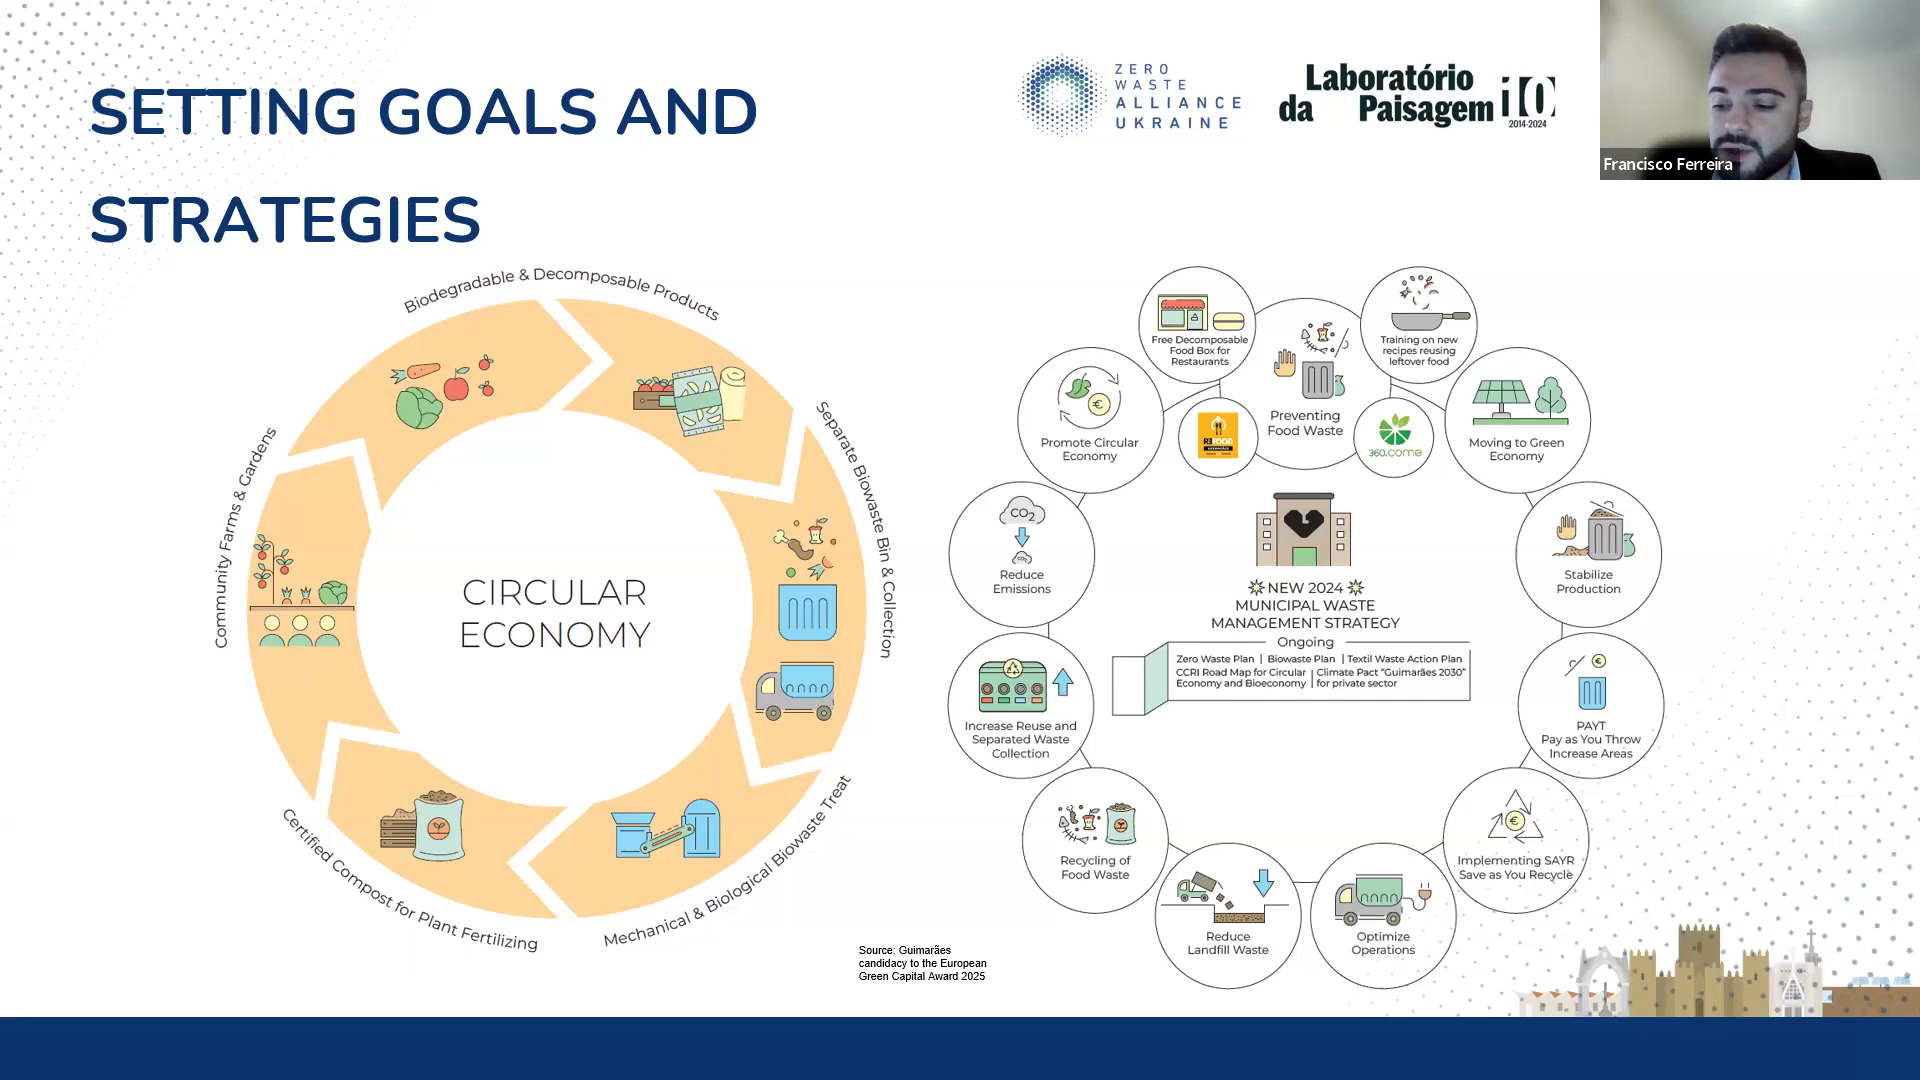 SETTING GOALS AND
STRATEGIES
ZERO
WASTE
ALLIANCE
UKRAINE
Laboratório
da Paisagem
10
2014-2024
Francisco Ferreira
Biodegradable & Decomposable Products
Separate Biowaste Bin & Collection
Mechanical & Biological Biowaste Treat
Certified Compost for Plant Fertilizing
Community Farms & Gardens
CIRCULAR
ECONOMY
Free Decomposable
Food Box for
Restaurants
Preventing
Food Waste
Training on new
recipes reusing
leftover food
REFOOD
360.come
Promote Circular
Economy
Moving to Green
Economy
CO2
CO2
Reduce
Emissions
Stabilize
Production
NEW 2024
MUNICIPAL WASTE
MANAGEMENT STRATEGY
Ongoing
Zero Waste Plan | Biowaste Plan | Textil Waste Action Plan
CCRI Road Map for Circular | Climate Pact "Guimarães 2030"
Economy and Bioeconomy | for private sector
Increase Reuse and
Separated Waste
Collection
PAYT
Pay as You Throw
Increase Areas
Recycling of
Food Waste
Implementing SAYR
Save as You Recycle
Reduce
Landfill Waste
Optimize
Operations
Source: Guimarães
candidacy to the European
Green Capital Award 2025